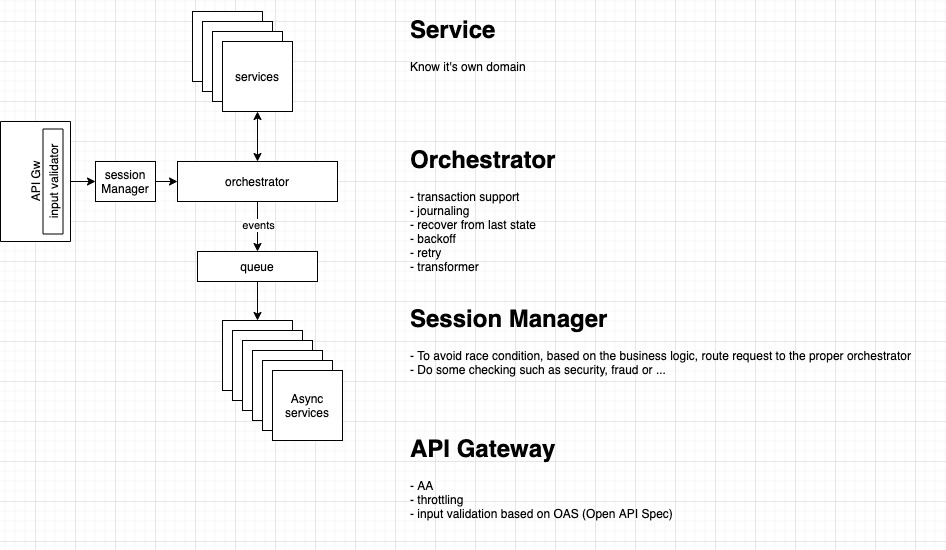 services
API Gw
input validator
session
Manager
orchestrator
events
queue
Async
services
Service
Know it's own domain
Orchestrator
- transaction support
- journaling
- recover from last state
- backoff
- retry
- transformer
Session Manager
- To avoid race condition, based on the business logic, route request to the proper orchestrator
- Do some checking such as security, fraud or ...
API Gateway
- AA
- throttling
- input validation based on OAS (Open API Spec)